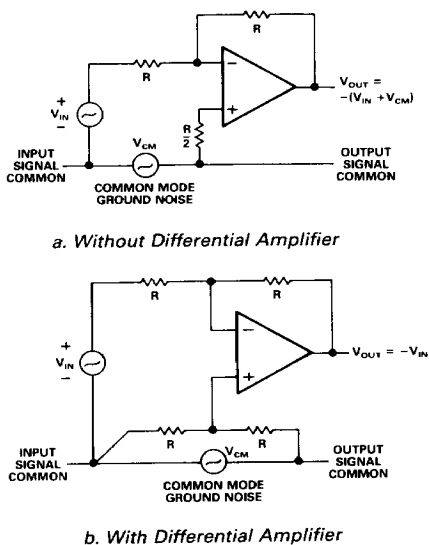 R
R
V_OUT =
-(V_IN + V_CM)
-
+
+
V_IN
-
R
2
V_CM
INPUT
SIGNAL
COMMON
OUTPUT
SIGNAL
COMMON
COMMON MODE
GROUND NOISE
a. Without Differential Amplifier
R
R
-
+
+
V_IN
-
V_OUT = -V_IN
R
R
V_CM
INPUT
SIGNAL
COMMON
OUTPUT
SIGNAL
COMMON
COMMON MODE
GROUND NOISE
b. With Differential Amplifier